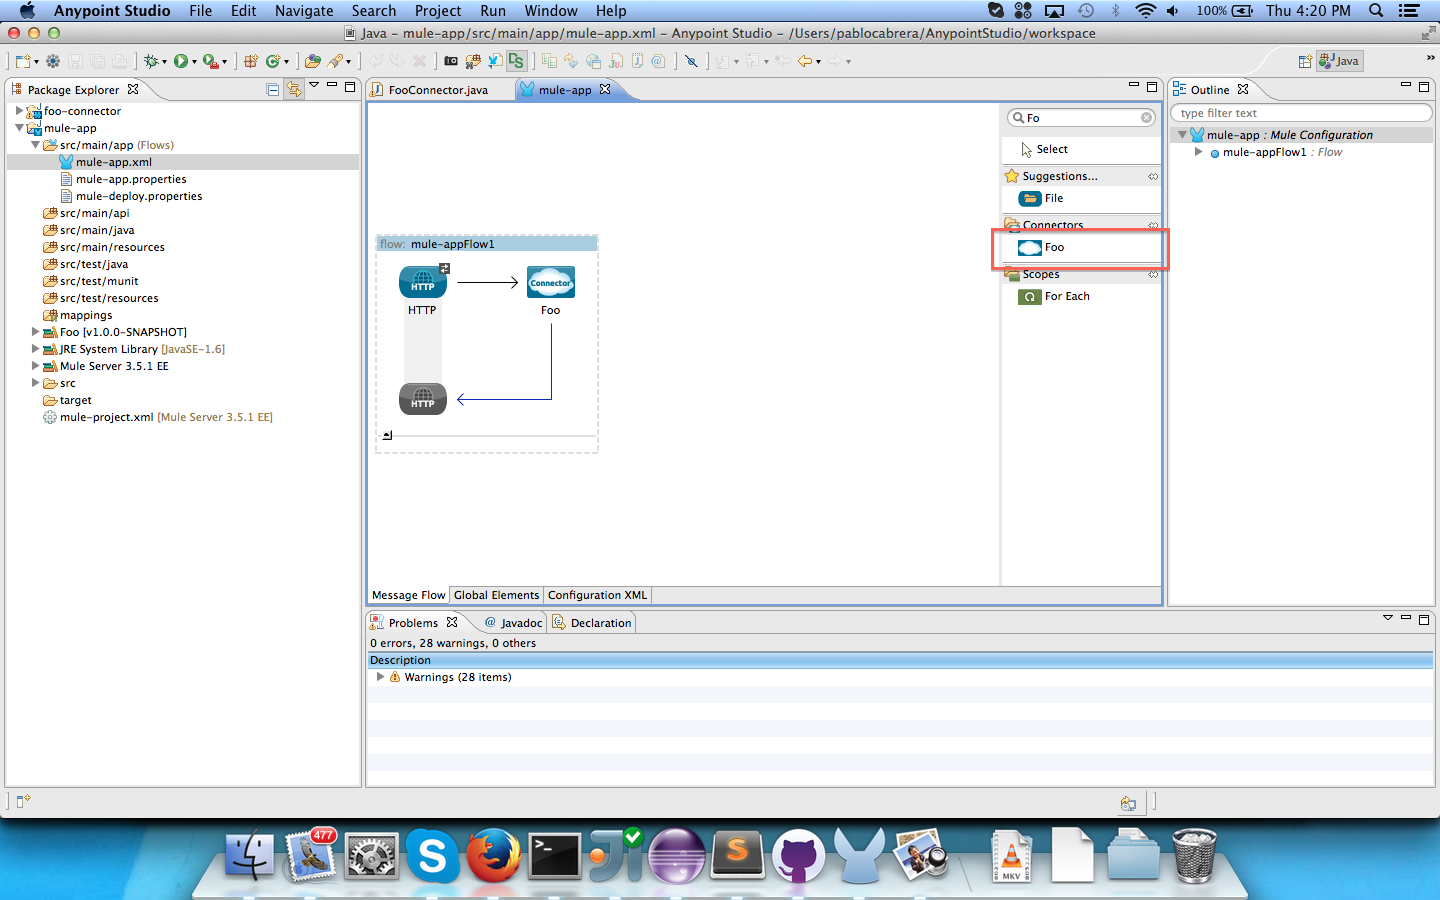 Anypoint Studio File Edit Navigate Search Project Run Window Help 100% Thu 4:20 PM
Java – mule-app/src/main/app/mule-app.xml – Anypoint Studio – /Users/pablocabrera/AnypointStudio/workspace
DS Java »
Package Explorer
foo-connector
mule-app
src/main/app (Flows)
mule-app.xml
mule-app.properties
mule-deploy.properties
src/main/api
src/main/java
src/main/resources
src/test/java
src/test/munit
src/test/resources
mappings
Foo [v1.0.0-SNAPSHOT]
JRE System Library [JavaSE-1.6]
Mule Server 3.5.1 EE
src
target
mule-project.xml [Mule Server 3.5.1 EE]
FooConnector.java mule-app
flow: mule-appFlow1
HTTP Connector
HTTP Foo
HTTP
Fo
Select
Suggestions...
File
Connectors
Foo
Scopes
For Each
Message Flow Global Elements Configuration XML
Outline
type filter text
mule-app : Mule Configuration
mule-appFlow1 : Flow
Problems @ Javadoc Declaration
0 errors, 28 warnings, 0 others
Description
Warnings (28 items)
477
S
>_
S
MKV